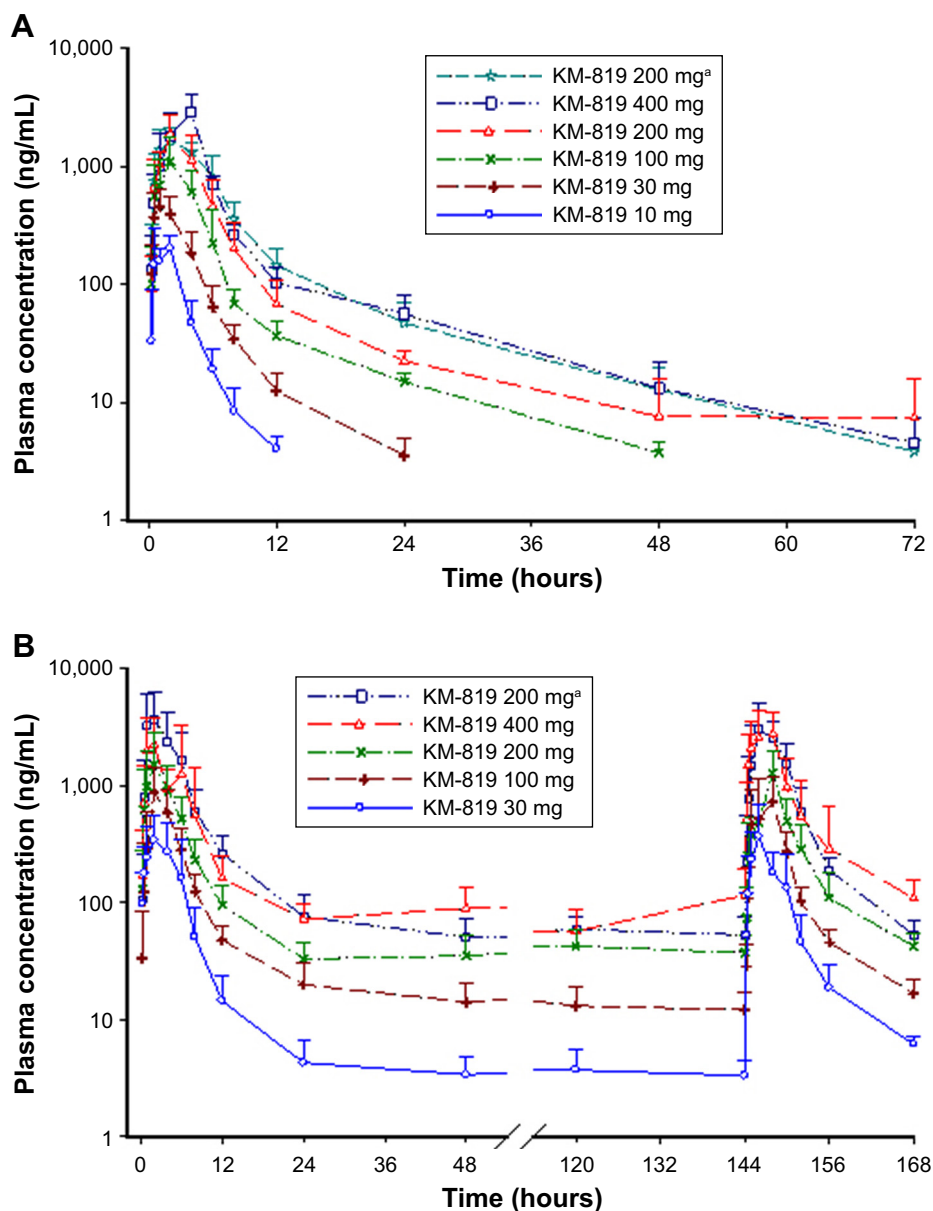 A
10,000
1,000
100
10
1
Plasma concentration (ng/mL)
KM-819 200 mgᵃ
KM-819 400 mg
KM-819 200 mg
KM-819 100 mg
KM-819 30 mg
KM-819 10 mg
0 12 24 36 48 60 72
Time (hours)
B
10,000
1,000
100
10
1
Plasma concentration (ng/mL)
KM-819 200 mgᵃ
KM-819 400 mg
KM-819 200 mg
KM-819 100 mg
KM-819 30 mg
0 12 24 36 48 120 132 144 156 168
Time (hours)